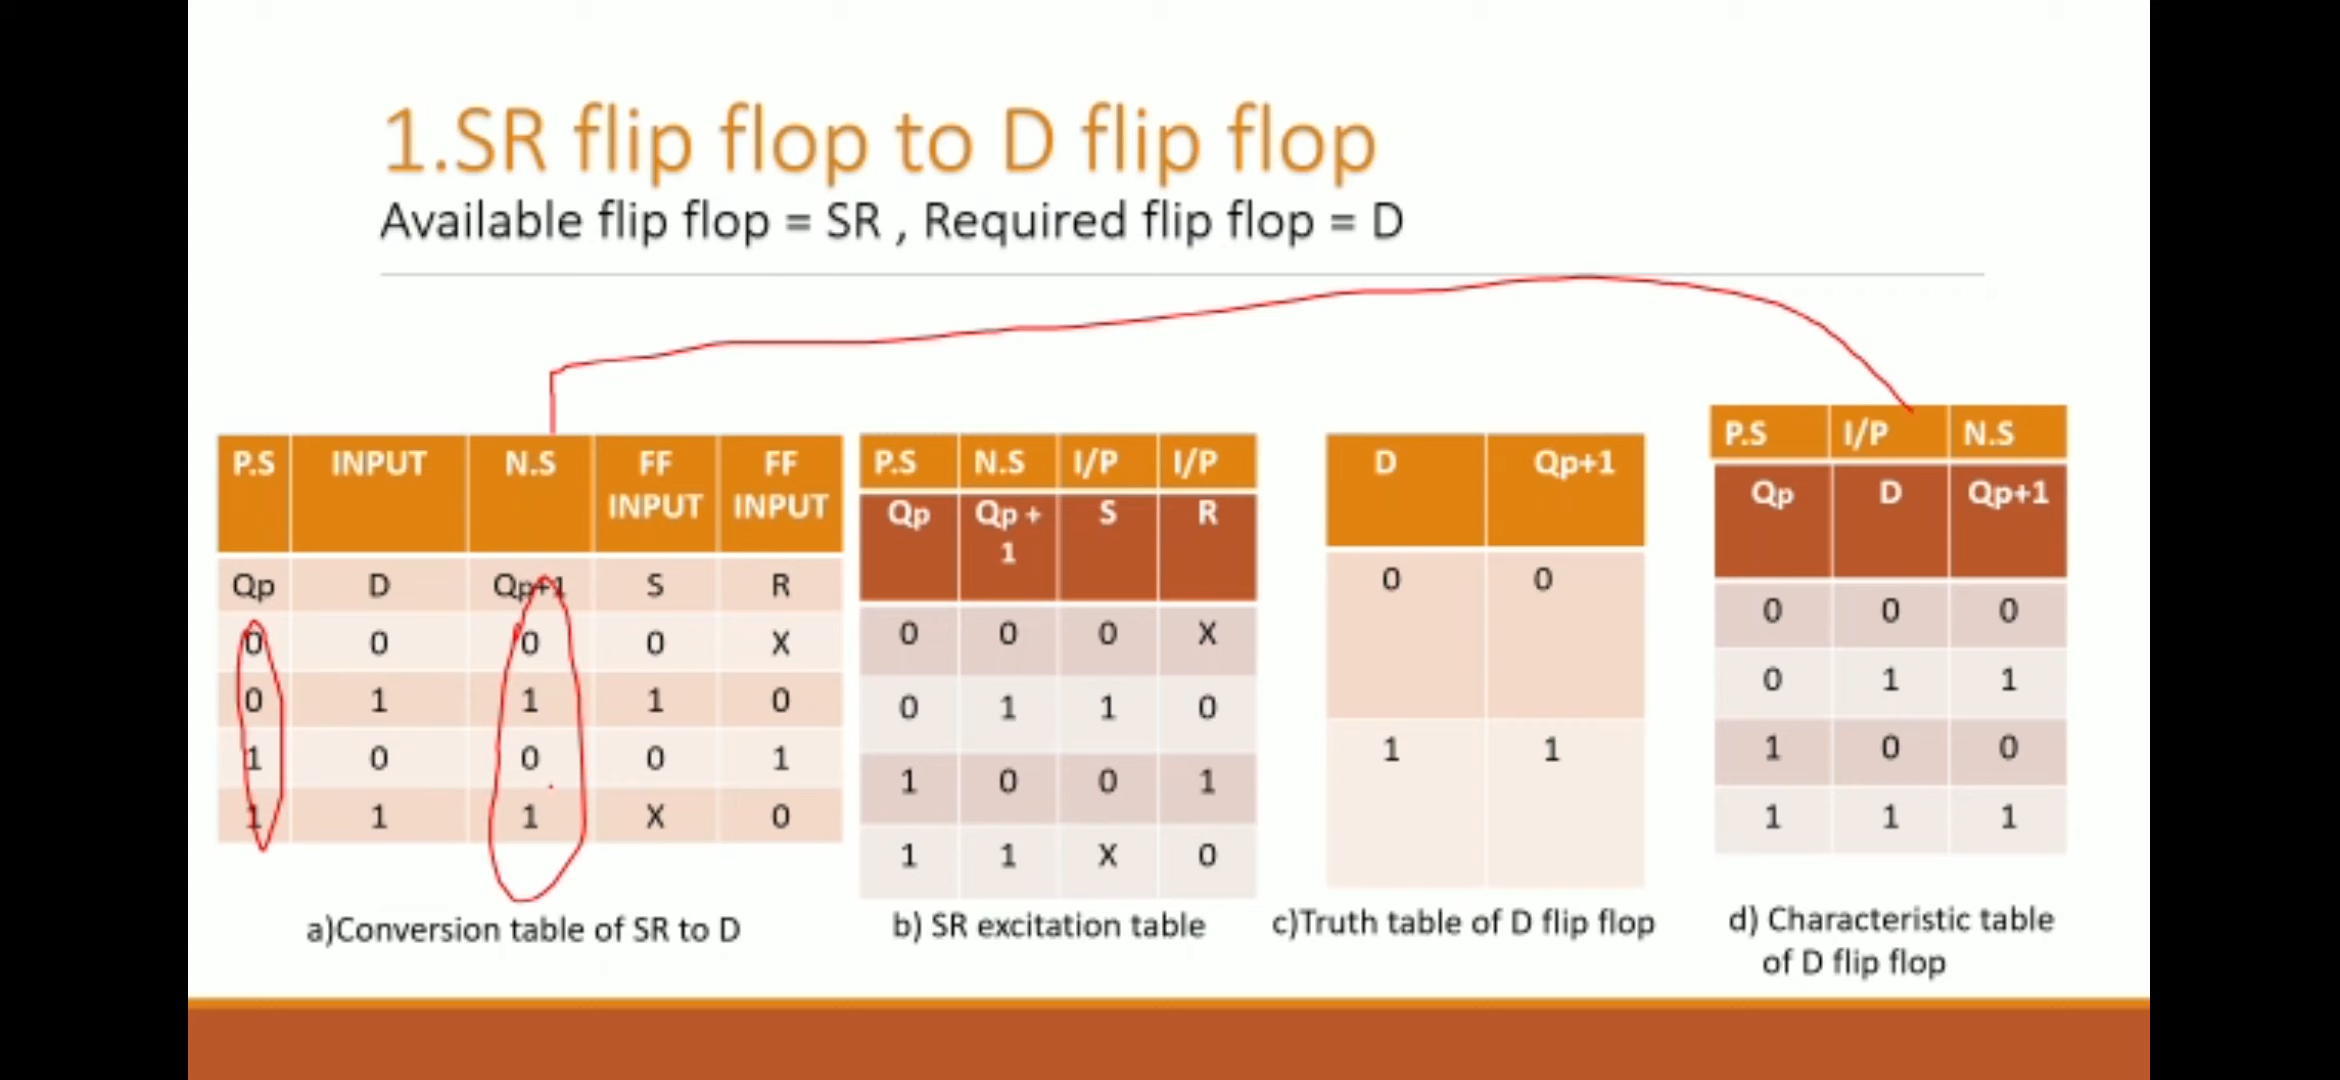 1.SR flip flop to D flip flop
Available flip flop = SR , Required flip flop = D
P.S INPUT N.S FF INPUT FF INPUT
Qp D Qp+1 S R
0 0 0 0 X
0 1 1 1 0
1 0 0 0 1
1 1 1 X 0
a)Conversion table of SR to D
P.S N.S I/P I/P
Qp Qp + 1 S R
0 0 0 X
0 1 1 0
1 0 0 1
1 1 X 0
b) SR excitation table
D Qp+1
0 0
1 1
c)Truth table of D flip flop
P.S I/P N.S
Qp D Qp+1
0 0 0
0 1 1
1 0 0
1 1 1
d) Characteristic table
of D flip flop